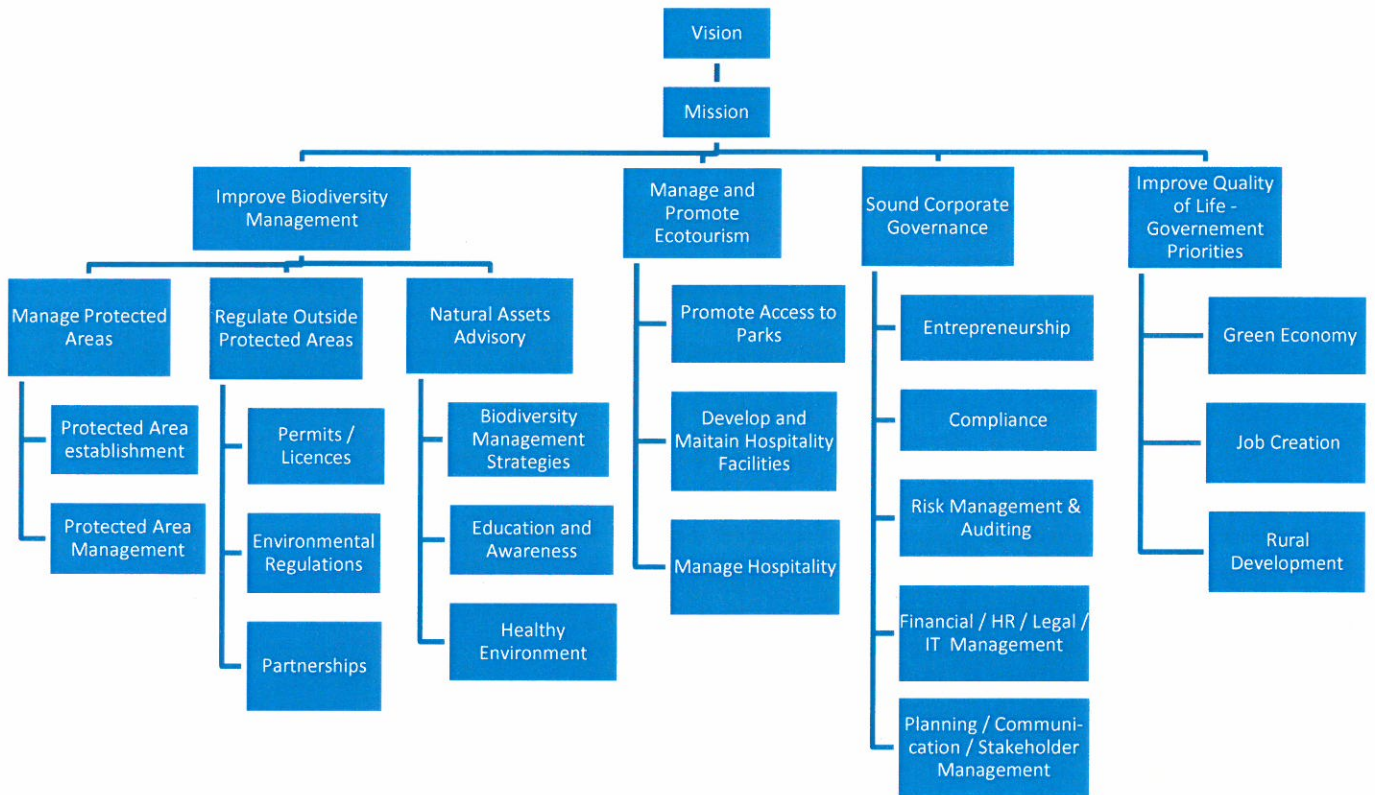 Vision
Mission
Improve Biodiversity
Management
Manage and
Promote
Ecotourism
Sound Corporate
Governance
Improve Quality
of Life -
Governement
Priorities
Manage Protected
Areas
Protected Area
establishment
Protected Area
Management
Regulate Outside
Protected Areas
Permits /
Licences
Environmental
Regulations
Partnerships
Natural Assets
Advisory
Biodiversity
Management
Strategies
Education and
Awareness
Healthy
Environment
Promote Access to
Parks
Develop and
Maitain Hospitality
Facilities
Manage Hospitality
Entrepreneurship
Compliance
Risk Management &
Auditing
Financial / HR / Legal /
IT Management
Planning / Communi-
cation / Stakeholder
Management
Green Economy
Job Creation
Rural
Development